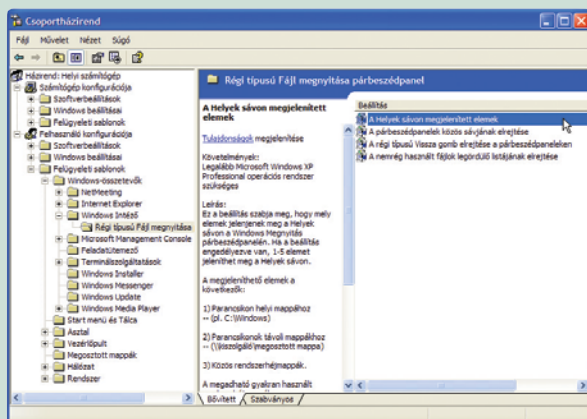 Csoportházirend
Fájl Művelet Nézet Súgó
Házirend: Helyi számítógép
Számítógép konfigurációja
Szoftverbeállítások
Windows beállításai
Felügyeleti sablonok
Felhasználó konfigurációja
Szoftverbeállítások
Windows beállításai
Felügyeleti sablonok
Windows-összetevők
NetMeeting
Internet Explorer
Windows Intéző
Régi típusú Fájl megnyitása
Microsoft Management Console
Feladatütemező
Terminálszolgáltatások
Windows Installer
Windows Messenger
Windows Update
Windows Media Player
Start menü és Tálca
Asztal
Vezérlőpult
Megosztott mappák
Hálózat
Rendszer
Régi típusú Fájl megnyitása párbeszédpanel
A Helyek sávon megjelenített
elemek
Tulajdonságok megjelenítése
Követelmények:
Legalább Microsoft Windows XP
Professional operációs rendszer
szükséges
Leírás:
Ez a beállítás szabja meg, hogy mely
elemek jelenjenek meg a Helyek
sávon a Windows Megnyitás
párbeszédpanelén. Ha a beállítás
engedélyezve van, 1-5 elemet
jeleníthet meg a Helyek sávon.
A megjeleníthető elemek a
következők:
1) Parancsikon helyi mappához
-- (pl. C:\Windows)
2) Parancsikonok távoli mappákhoz
-- (\\kiszolgáló\megosztott mappa)
3) Közös rendszerhéjmappák.
A megadható gyakran használt
Beállítás
A Helyek sávon megjelenített elemek
A párbeszédpanelek közös sávjának elrejtése
A régi típusú Vissza gomb elrejtése a párbeszédpaneleken
A nemrég használt fájlok legördülő listájának elrejtése
Bővített Szabványos